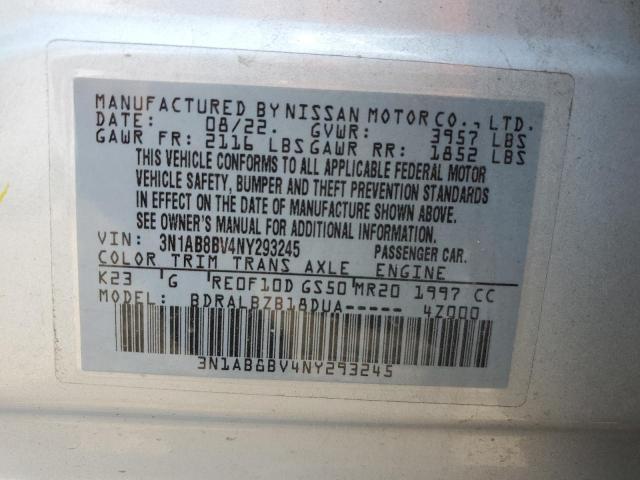 MANUFACTURED BY NISSAN MOTOR CO., LTD.
DATE: 08/22. GVWR: 3957 LBS
GAWR FR: 2116 LBS GAWR RR: 1852 LBS
THIS VEHICLE CONFORMS TO ALL APPLICABLE FEDERAL MOTOR
VEHICLE SAFETY, BUMPER AND THEFT PREVENTION STANDARDS
IN EFFECT ON THE DATE OF MANUFACTURE SHOWN ABOVE.
SEE OWNER'S MANUAL FOR ADDITIONAL INFORMATION
VIN: 3N1AB8BV4NY293245 PASSENGER CAR.
COLOR TRIM TRANS AXLE ENGINE
K23 G RE0F10D GS50 MR20 1997 CC
MODEL: BDRALBZB18DUA----- 4Z000
3N1AB8BV4NY293245